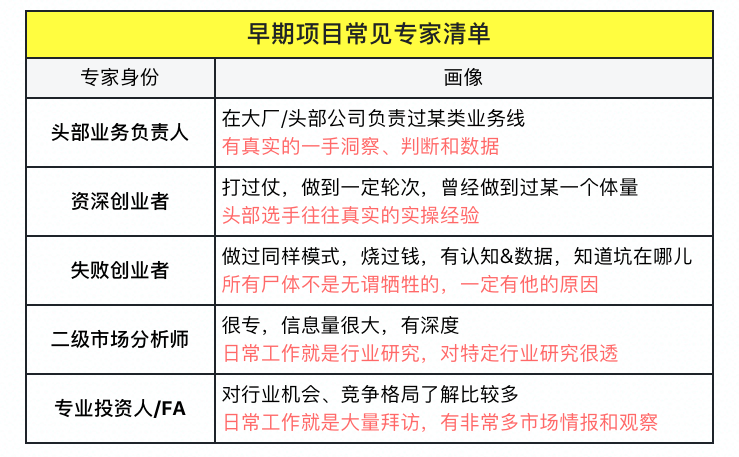 早期项目常见专家清单
专家身份
画像
头部业务负责人
在大厂/头部公司负责过某类业务线
有真实的一手洞察、判断和数据
资深创业者
打过仗，做到一定轮次，曾经做到过某一个体量
头部选手往往真实的实操经验
失败创业者
做过同样模式，烧过钱，有认知&数据，知道坑在哪儿
所有尸体不是无谓牺牲的，一定有他的原因
二级市场分析师
很专，信息量很大，有深度
日常工作就是行业研究，对特定行业研究很透
专业投资人/FA
对行业机会、竞争格局了解比较多
日常工作就是大量拜访，有非常多市场情报和观察